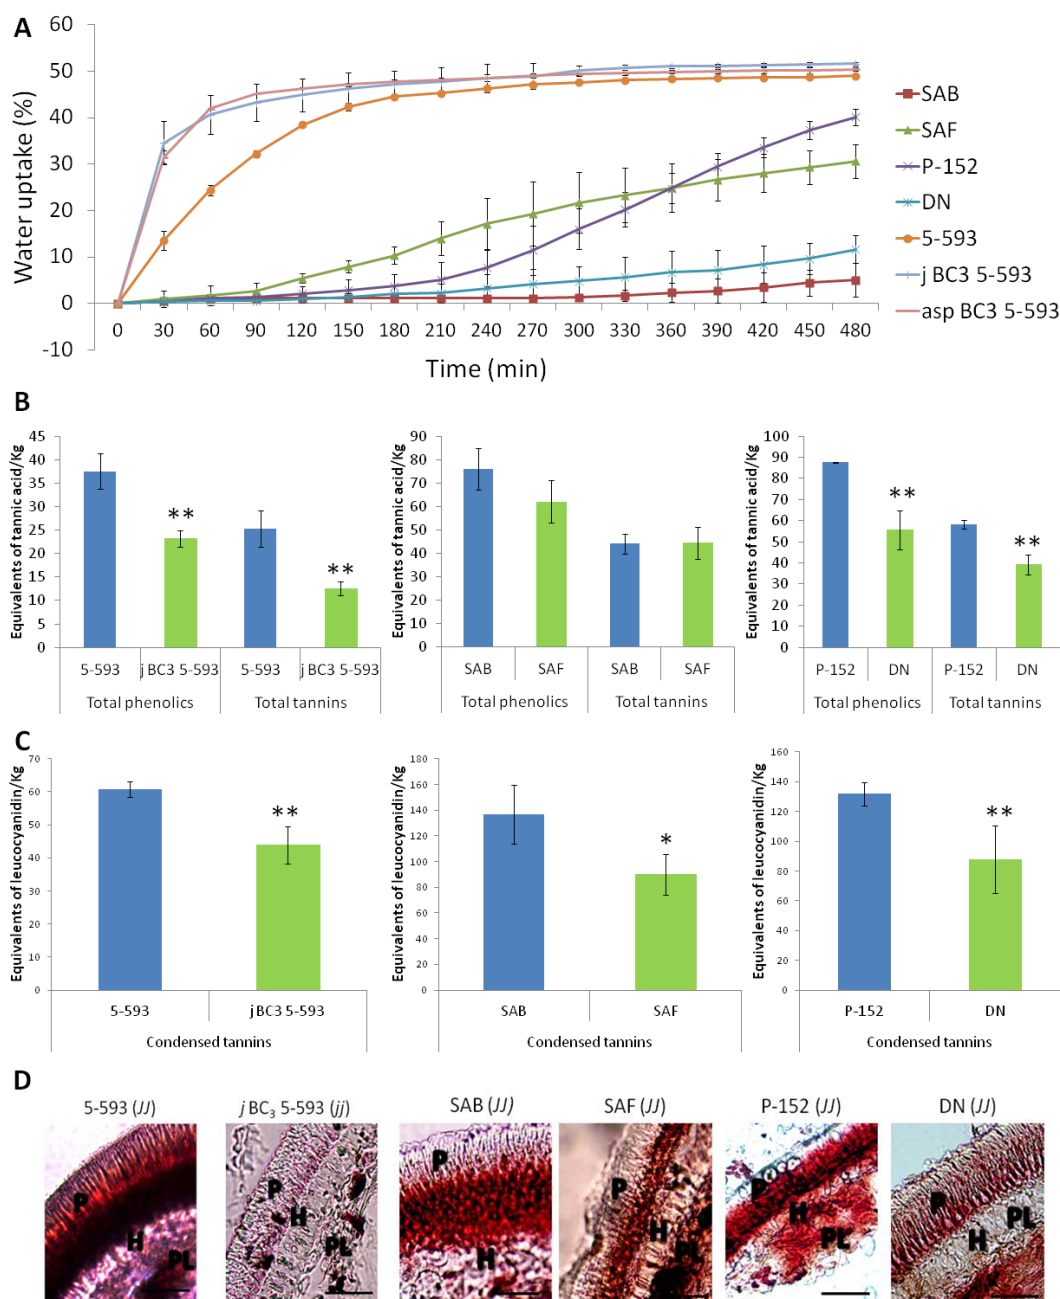 A
Water uptake (%)
60
50
40
30
20
10
0
-10
0 30 60 90 120 150 180 210 240 270 300 330 360 390 420 450 480
Time (min)
SAB
SAF
P-152
DN
5-593
j BC3 5-593
asp BC3 5-593
B
Equivalents of tannic acid/Kg
45
40
35
30
25
20
15
10
5
0
**
**
5-593 j BC3 5-593 5-593 j BC3 5-593
Total phenolics Total tannins
Equivalents of tannic acid/Kg
90
80
70
60
50
40
30
20
10
0
SAB SAF SAB SAF
Total phenolics Total tannins
Equivalents of tannic acid/Kg
100
90
80
70
60
50
40
30
20
10
0
**
**
P-152 DN P-152 DN
Total phenolics Total tannins
C
Equivalents of leucocyanidin/Kg
70
60
50
40
30
20
10
0
**
5-593 j BC3 5-593
Condensed tannins
Equivalents of leucocyanidin/Kg
180
160
140
120
100
80
60
40
20
0
*
SAB SAF
Condensed tannins
Equivalents of leucocyanidin/Kg
160
140
120
100
80
60
40
20
0
**
P-152 DN
Condensed tannins
D
5-593 (JJ) j BC₃ 5-593 (jj) SAB (JJ) SAF (JJ) P-152 (JJ) DN (JJ)
P H PL
P H PL
P H
P H PL
P H PL
P H PL